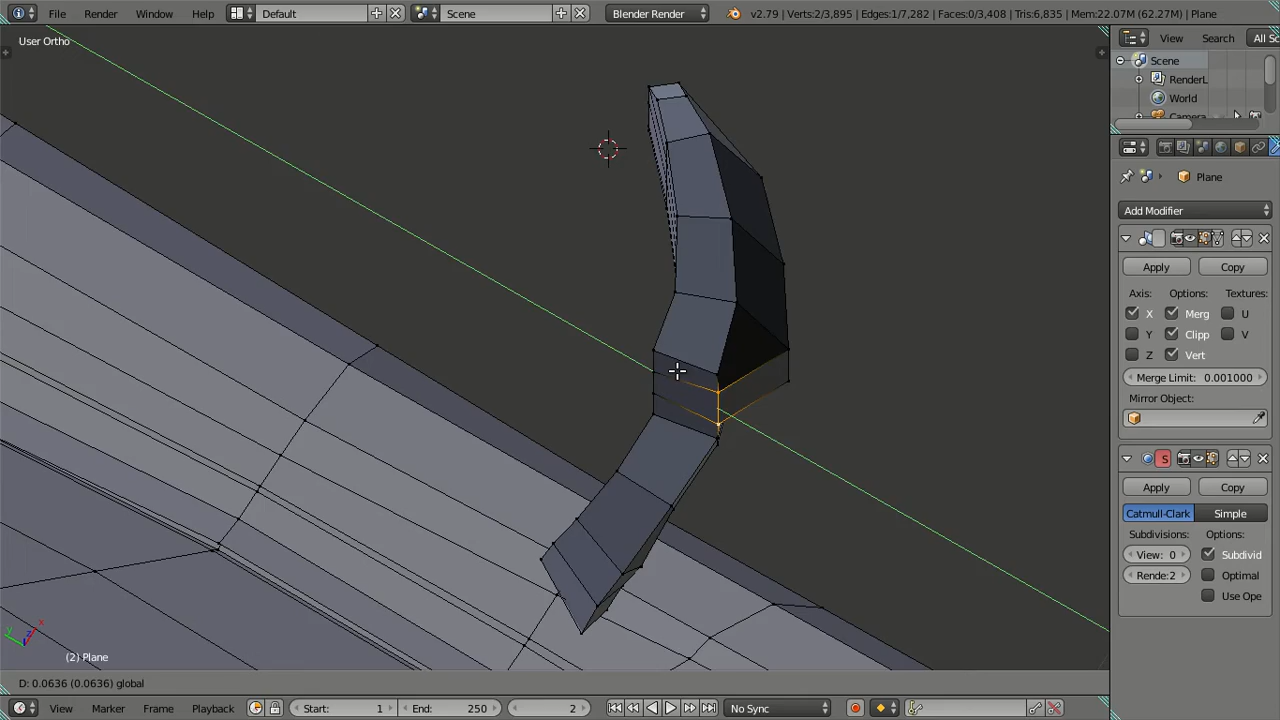 File Render Window Help Default Scene Blender Render v2.79 | Verts:2/3,895 | Edges:1/7,282 | Faces:0/3,408 | Tris:6,835 | Mem:22.07M (62.27M) | Plane
User Ortho
View Search All Sc
Scene
RenderL
World
Camera
Plane
Add Modifier
Apply Copy
Axis: Options: Textures:
X Merg U
Y Clipp V
Z Vert
Merge Limit: 0.001000
Mirror Object:
S
Apply Copy
Catmull-Clark Simple
Subdivisions: Options:
View: 0 Subdivid
Rende:2 Optimal
Use Ope
y z x
(2) Plane
D: 0.0636 (0.0636) global
View Marker Frame Playback Start: 1 End: 250 2 No Sync